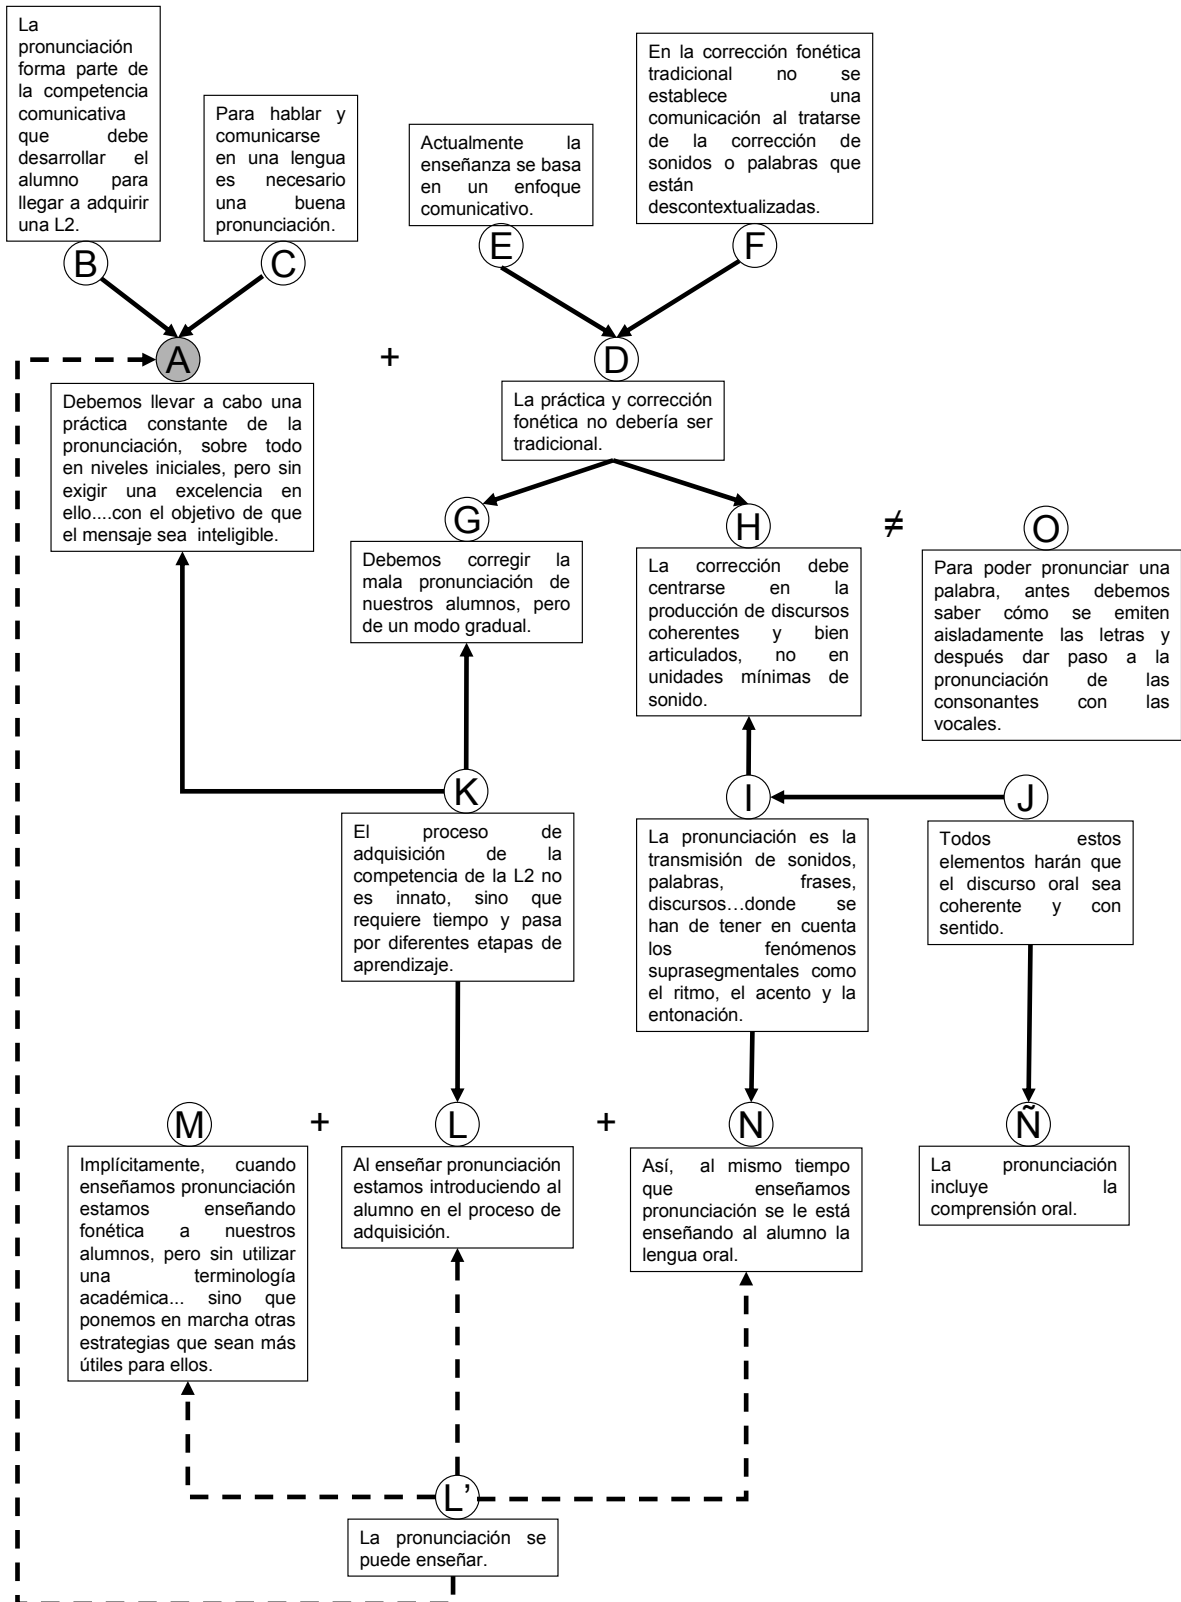 La
pronunciación
forma parte de
la competencia
comunicativa
que debe
desarrollar el
alumno para
llegar a adquirir
una L2.
B
Para hablar y
comunicarse
en una lengua
es necesario
una buena
pronunciación.
C
Actualmente la
enseñanza se basa
en un enfoque
comunicativo.
E
En la corrección fonética
tradicional no se
establece una
comunicación al tratarse
de la corrección de
sonidos o palabras que
están
descontextualizadas.
F
A
+
D
Debemos llevar a cabo una
práctica constante de la
pronunciación, sobre todo
en niveles iniciales, pero sin
exigir una excelencia en
ello....con el objetivo de que
el mensaje sea inteligible.
La práctica y corrección
fonética no debería ser
tradicional.
G
Debemos corregir la
mala pronunciación de
nuestros alumnos, pero
de un modo gradual.
H
La corrección debe
centrarse en la
producción de discursos
coherentes y bien
articulados, no en
unidades mínimas de
sonido.
≠
O
Para poder pronunciar una
palabra, antes debemos
saber cómo se emiten
aisladamente las letras y
después dar paso a la
pronunciación de las
consonantes con las
vocales.
K
El proceso de
adquisición de la
competencia de la L2 no
es innato, sino que
requiere tiempo y pasa
por diferentes etapas de
aprendizaje.
I
La pronunciación es la
transmisión de sonidos,
palabras, frases,
discursos…donde se
han de tener en cuenta
los fenómenos
suprasegmentales como
el ritmo, el acento y la
entonación.
J
Todos estos
elementos harán que
el discurso oral sea
coherente y con
sentido.
M
+
L
+
N
Ñ
Implícitamente, cuando
enseñamos pronunciación
estamos enseñando
fonética a nuestros
alumnos, pero sin utilizar
una terminología
académica... sino que
ponemos en marcha otras
estrategias que sean más
útiles para ellos.
Al enseñar pronunciación
estamos introduciendo al
alumno en el proceso de
adquisición.
Así, al mismo tiempo
que enseñamos
pronunciación se le está
enseñando al alumno la
lengua oral.
La pronunciación
incluye la
comprensión oral.
L’
La pronunciación se
puede enseñar.